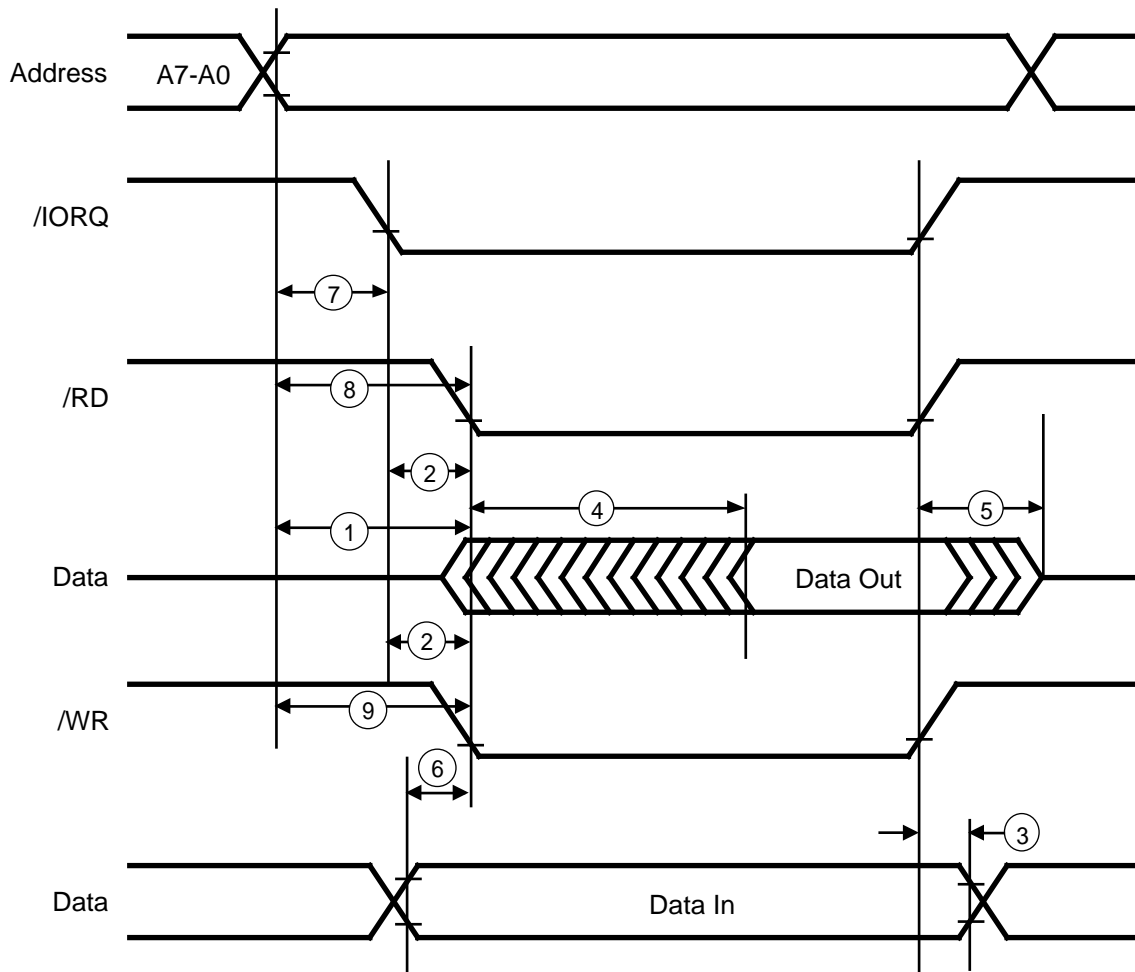 Address A7-A0
/IORQ
7
/RD
8
2
4
5
1
Data
Data Out
2
/WR
9
6
3
Data
Data In